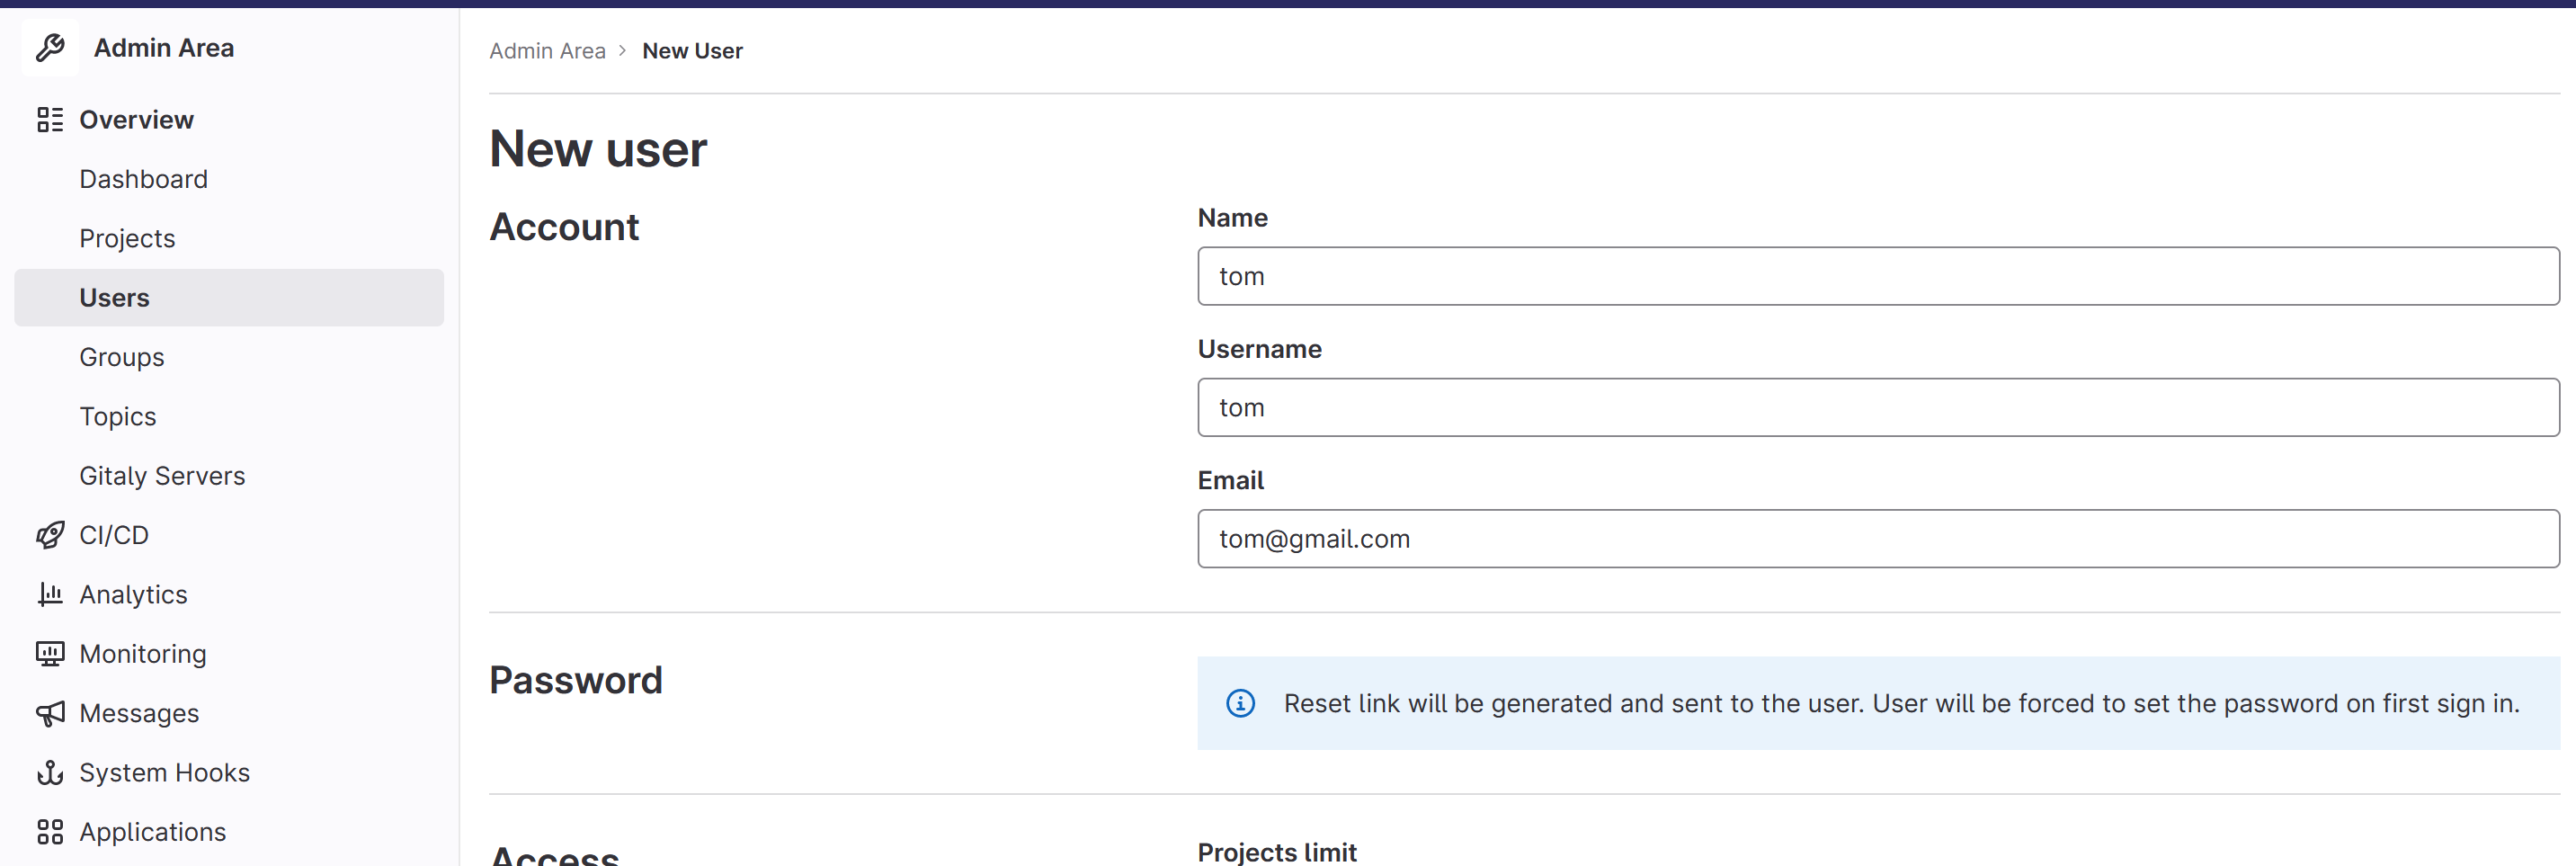 Admin Area
Overview
Dashboard
Projects
Users
Groups
Topics
Gitaly Servers
CI/CD
Analytics
Monitoring
Messages
System Hooks
Applications
Admin Area > New User
New user
Account
Name
tom
Username
tom
Email
tom@gmail.com
Password
Reset link will be generated and sent to the user. User will be forced to set the password on first sign in.
Access
Projects limit